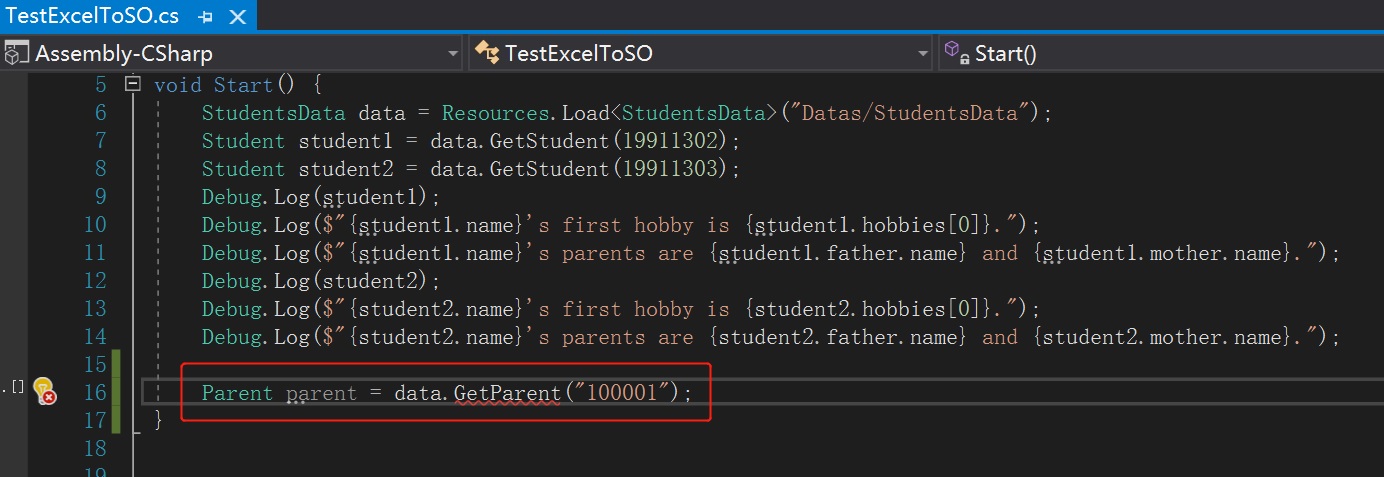 TestExcelToSO.cs
Assembly-CSharp TestExcelToSO Start()
5 void Start() {
6 StudentsData data = Resources.Load<StudentsData>("Datas/StudentsData");
7 Student student1 = data.GetStudent(19911302);
8 Student student2 = data.GetStudent(19911303);
9 Debug.Log(student1);
10 Debug.Log($"{student1.name}'s first hobby is {student1.hobbies[0]}.");
11 Debug.Log($"{student1.name}'s parents are {student1.father.name} and {student1.mother.name}.");
12 Debug.Log(student2);
13 Debug.Log($"{student2.name}'s first hobby is {student2.hobbies[0]}.");
14 Debug.Log($"{student2.name}'s parents are {student2.father.name} and {student2.mother.name}.");
15
.[] 16 Parent parent = data.GetParent("100001");
17 }
18
19